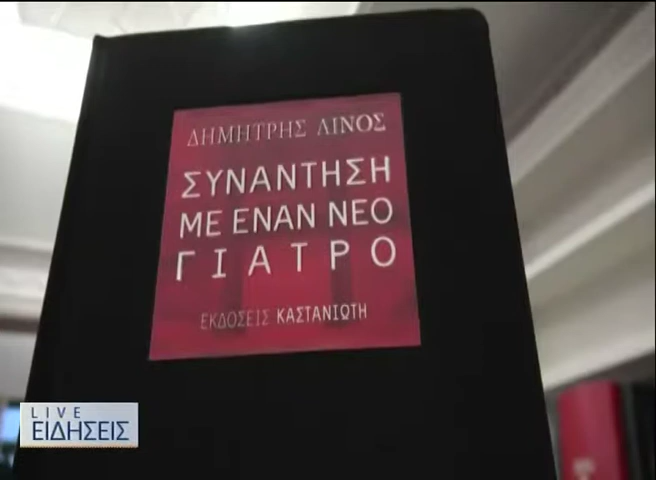 ΔΗΜΗΤΡΗΣ ΛΙΝΟΣ
ΣΥΝΑΝΤΗΣΗ
ΜΕ ΕΝΑΝ ΝΕΟ
ΓΙΑΤΡΟ
ΕΚΔΟΣΕΙΣ ΚΑΣΤΑΝΙΩΤΗ
LIVE
ΕΙΔΗΣΕΙΣ